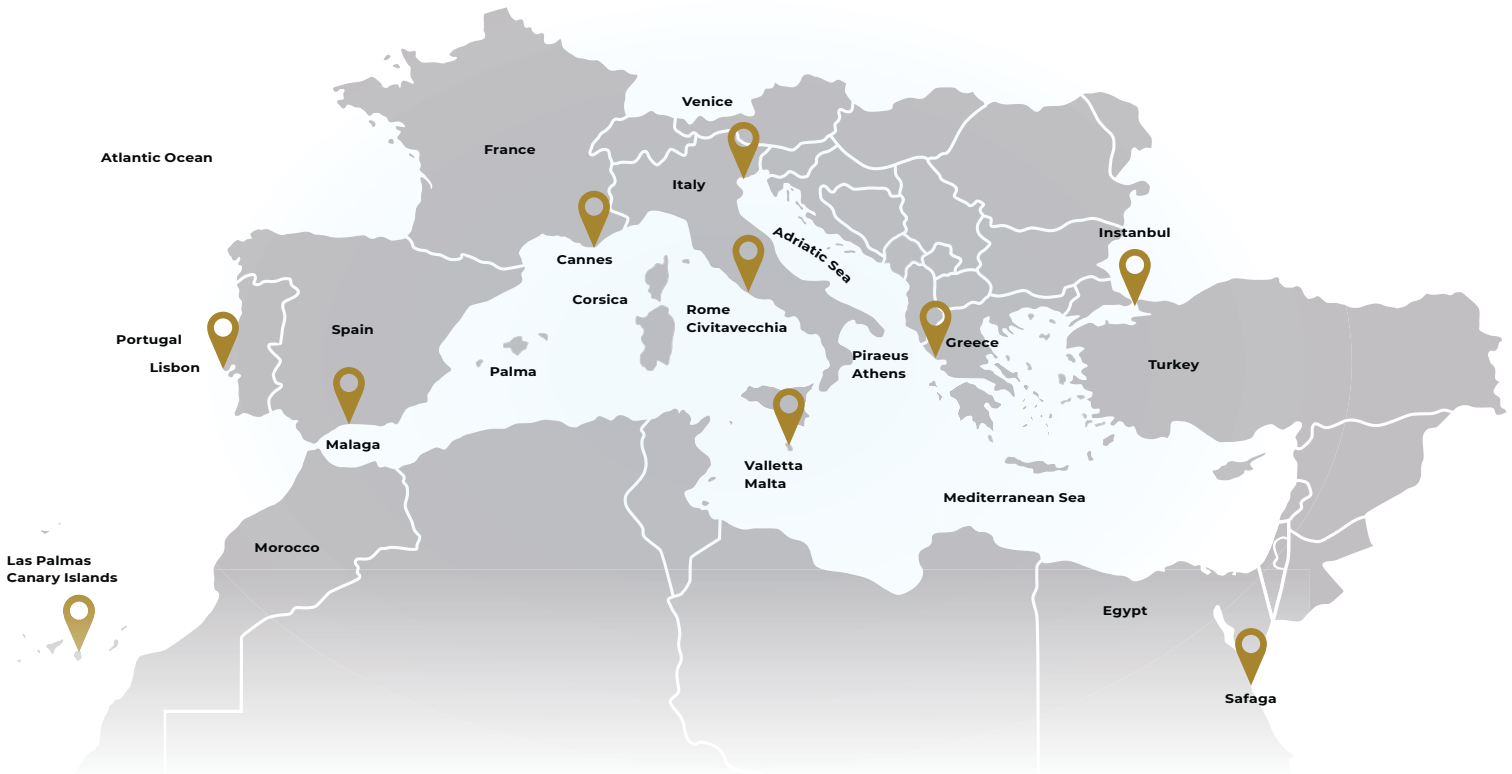 Venice
France
Atlantic Ocean
Italy
Instanbul
Adriatic Sea
Cannes
Corsica
Rome
Civitavecchia
Spain
Portugal
Lisbon
Greece
Piraeus
Athens
Turkey
Palma
Malaga
Valletta
Malta
Mediterranean Sea
Morocco
Las Palmas
Canary Islands
Egypt
Safaga